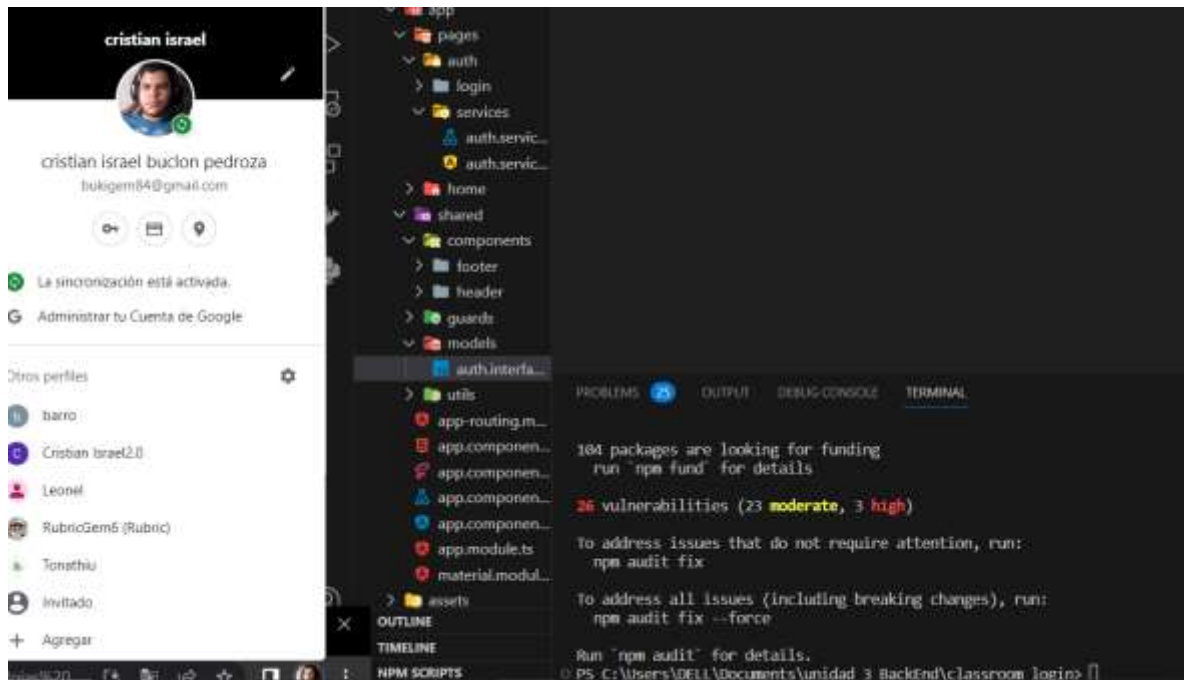 cristian israel
cristian israel buclon pedroza
bukigem84@gmail.com
La sincronización está activada.
Administrar tu Cuenta de Google
Otros perfiles
barro
Cristian Israel2.0
Leonel
RubricGem6 (Rubric)
Tonathiu
Invitado
Agregar
app
pages
auth
login
services
auth.servic...
auth.servic...
home
shared
components
footer
header
guards
models
auth.interfa...
utils
app-routing.m...
app.componen...
app.componen...
app.componen...
app.componen...
app.module.ts
material.modul...
assets
OUTLINE
TIMELINE
NPM SCRIPTS
PROBLEMS 25 OUTPUT DEBUG CONSOLE TERMINAL
104 packages are looking for funding
run `npm fund` for details
26 vulnerabilities (23 moderate, 3 high)
To address issues that do not require attention, run:
npm audit fix
To address all issues (including breaking changes), run:
npm audit fix --force
Run `npm audit` for details.
PS C:\Users\DELL\Documents\unidad 3 BackEnd\classroom login>